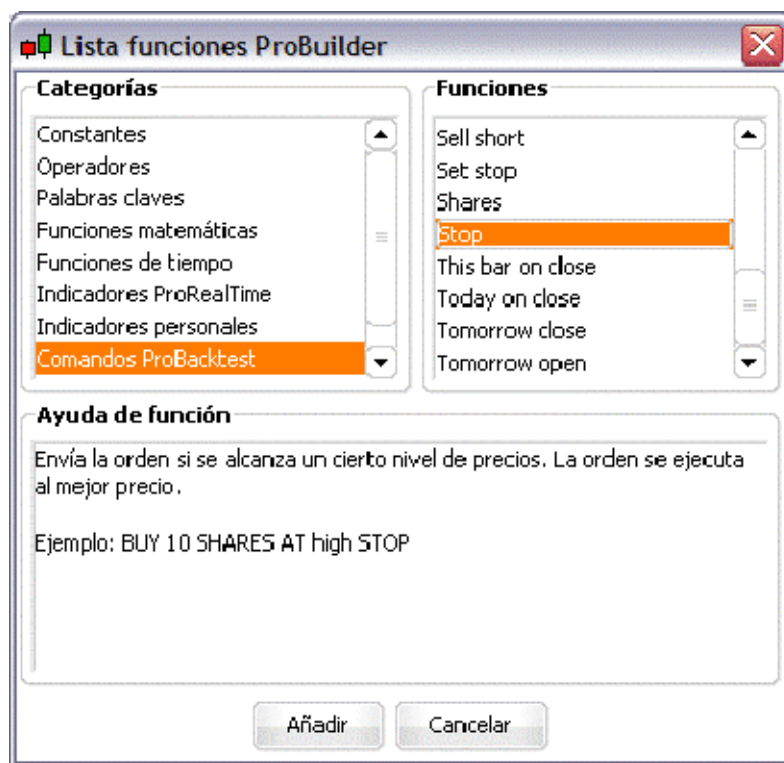 Lista funciones ProBuilder
Categorías
Constantes
Operadores
Palabras claves
Funciones matemáticas
Funciones de tiempo
Indicadores ProRealTime
Indicadores personales
Comandos ProBacktest
Funciones
Sell short
Set stop
Shares
Stop
This bar on close
Today on close
Tomorrow close
Tomorrow open
Ayuda de función
Envía la orden si se alcanza un cierto nivel de precios. La orden se ejecuta
al mejor precio.
Ejemplo: BUY 10 SHARES AT high STOP
Añadir
Cancelar